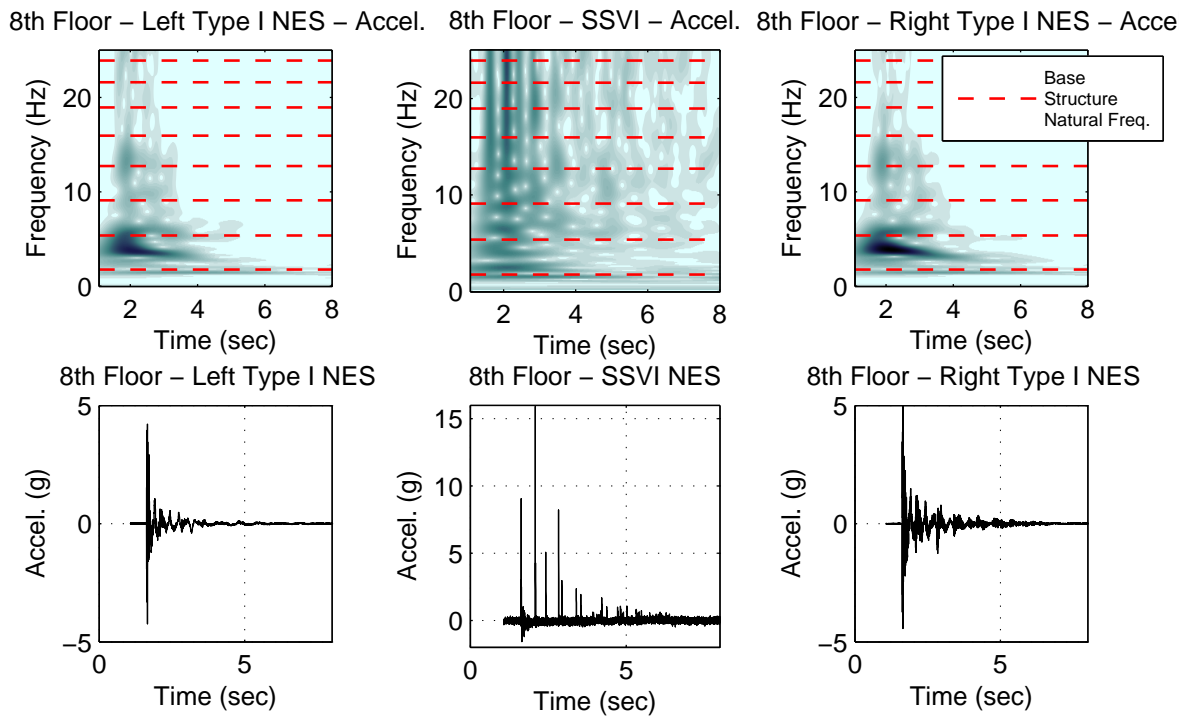 8th Floor – Left Type I NES – Accel.
8th Floor – SSVI – Accel.
8th Floor – Right Type I NES – Acce
Frequency (Hz)
20
10
0
2
4
6
8
Time (sec)
Frequency (Hz)
20
10
0
2
4
6
8
Time (sec)
Frequency (Hz)
20
10
0
2
4
6
8
Time (sec)
Base
Structure
Natural Freq.
8th Floor – Left Type I NES
8th Floor – SSVI NES
8th Floor – Right Type I NES
Accel. (g)
5
0
−5
0
5
Time (sec)
Accel. (g)
15
10
5
0
0
5
Time (sec)
Accel. (g)
5
0
−5
0
5
Time (sec)